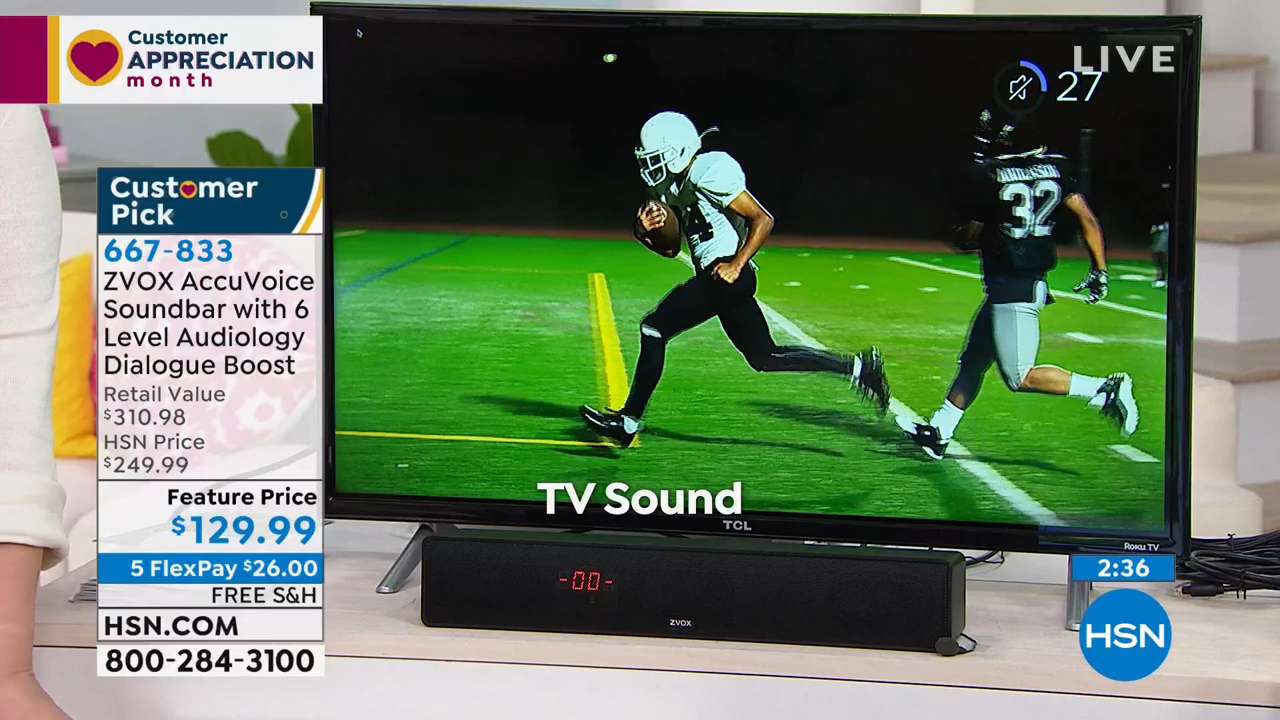 Customer
APPRECIATION
month
LIVE
27
Customer
Pick
667-833
ZVOX AccuVoice
Soundbar with 6
Level Audiology
Dialogue Boost
Retail Value
$310.98
HSN Price
$249.99
Feature Price
$129.99
5 FlexPay $26.00
FREE S&H
HSN.COM
800-284-3100
32
TV Sound
TCL
Roku TV
-00-
ZVOX
2:36
HSN